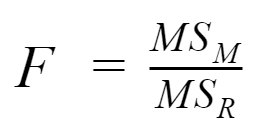 F = MS_M / MS_R